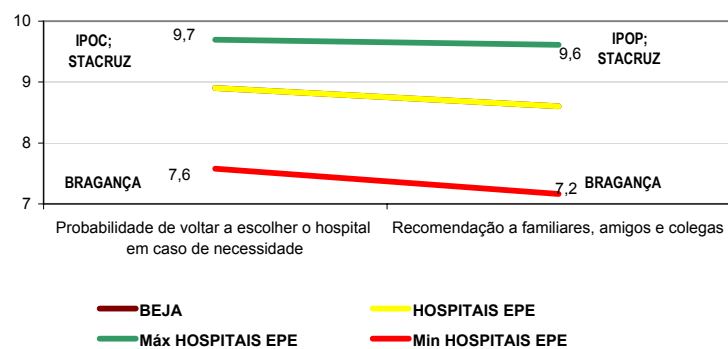 10
9
8
7
IPOC;
STACRUZ
9,7
IPOP;
STACRUZ
9,6
BRAGANÇA
7,6
7,2
BRAGANÇA
Probabilidade de voltar a escolher o hospital
em caso de necessidade
Recomendação a familiares, amigos e colegas
BEJA
HOSPITAIS EPE
Máx HOSPITAIS EPE
Min HOSPITAIS EPE